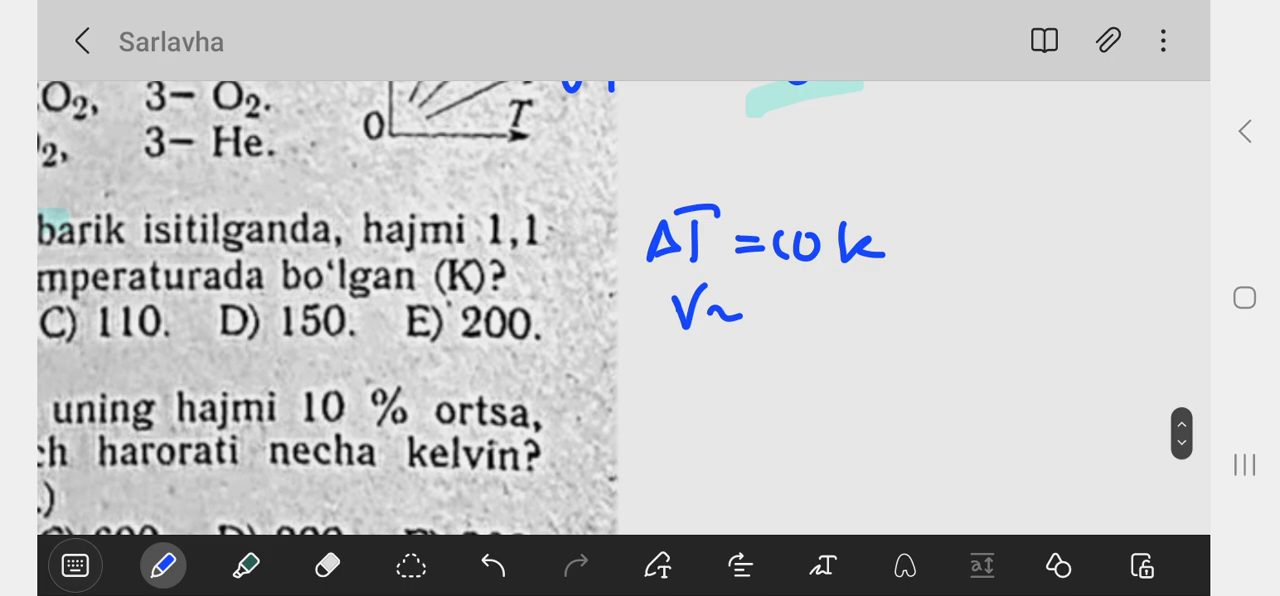 Sarlavha
O₂, 3– O₂.
₂, 3– He.
O T
barik isitilganda, hajmi 1,1
mperaturada bo‘lgan (K)?
C) 110. D) 150. E) 200.
uning hajmi 10 % ortsa,
ch harorati necha kelvin?
.)
ΔT = 10 K
V~